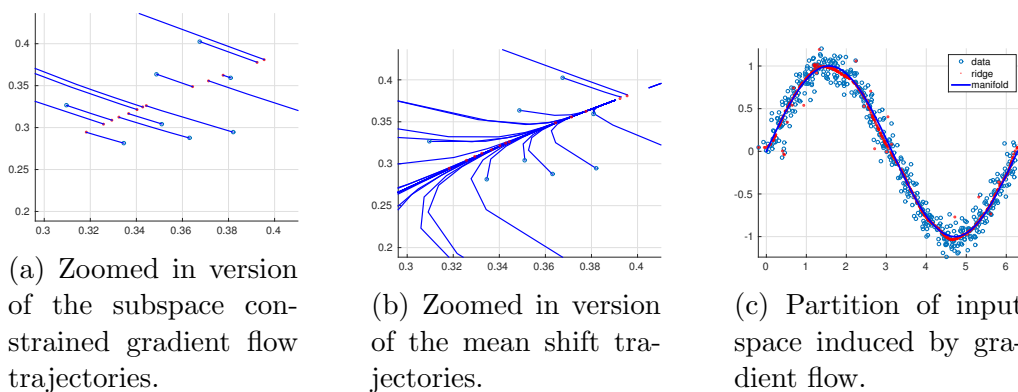 0.4
0.35
0.3
0.25
0.2
0.3 0.32 0.34 0.36 0.38 0.4
(a) Zoomed in version
of the subspace con-
strained gradient flow
trajectories.
0.4
0.4
0.35
0.3
0.25
0.2
0.2
0.3 0.32 0.34 0.36 0.38 0.4
(b) Zoomed in version
of the mean shift tra-
jectories.
data
ridge
manifold
1
0.5
0
-0.5
-1
0 1 2 3 4 5 6
(c) Partition of input
space induced by gra-
dient flow.